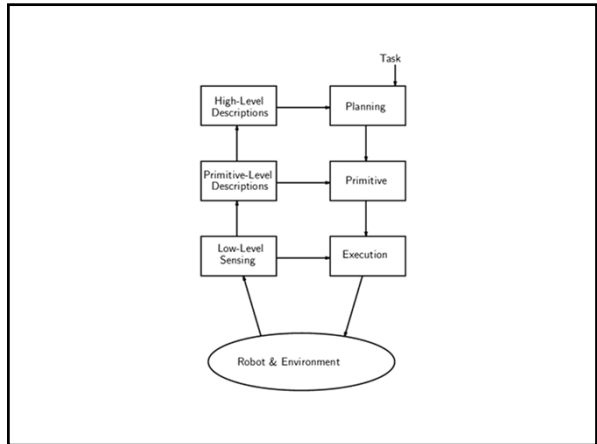 Task
High-Level
Descriptions
Planning
Primitive-Level
Descriptions
Primitive
Low-Level
Sensing
Execution
Robot & Environment